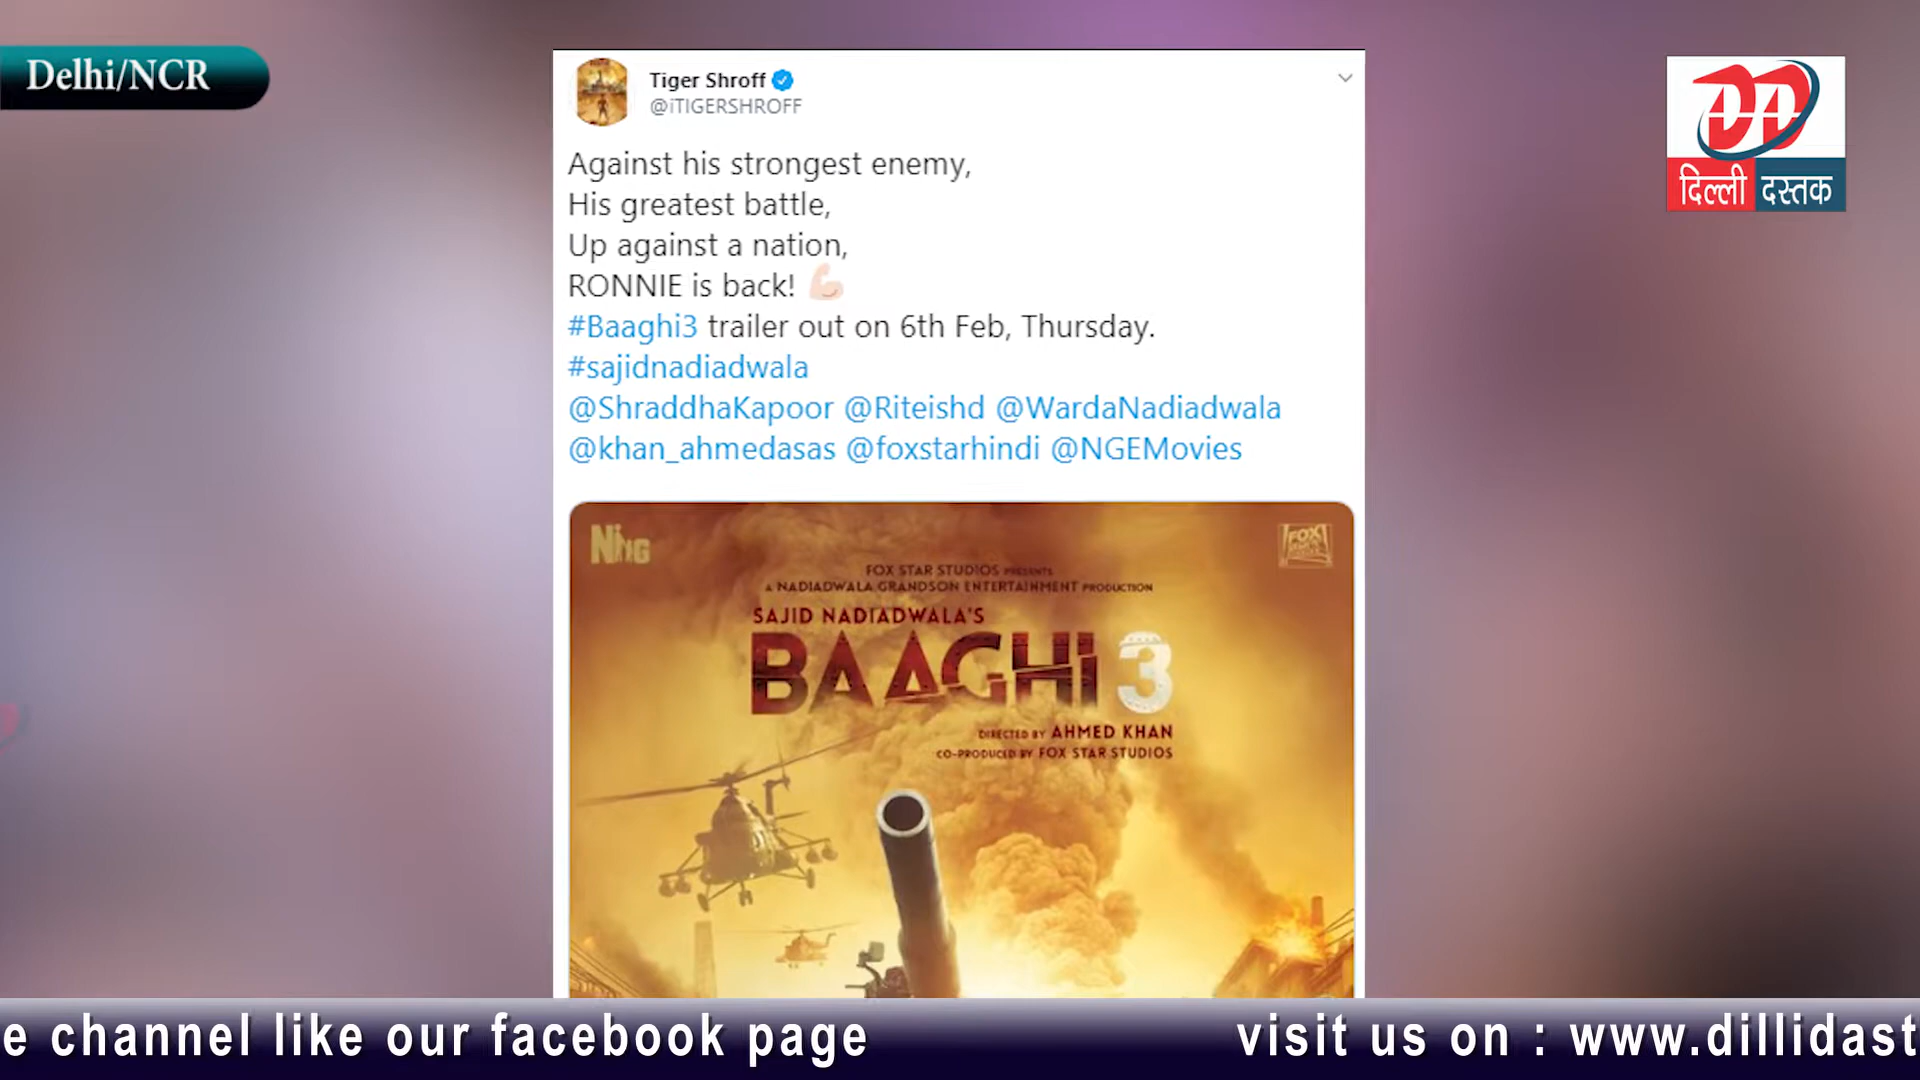 Delhi/NCR
Tiger Shroff
@iTIGERSHROFF
Against his strongest enemy,
His greatest battle,
Up against a nation,
RONNIE is back! 💪🏻
#Baaghi3 trailer out on 6th Feb, Thursday.
#sajidnadiadwala
@ShraddhaKapoor @Riteishd @WardaNadiadwala
@khan_ahmedasas @foxstarhindi @NGEMovies
दिल्ली दस्तक
FOX
FOX STAR STUDIOS PRESENTS
A NADIADWALA GRANDSON ENTERTAINMENT PRODUCTION
SAJID NADIADWALA'S
BAAGHI 3
DIRECTED BY AHMED KHAN
CO-PRODUCED BY FOX STAR STUDIOS
e channel like our facebook page
visit us on : www.dillidast